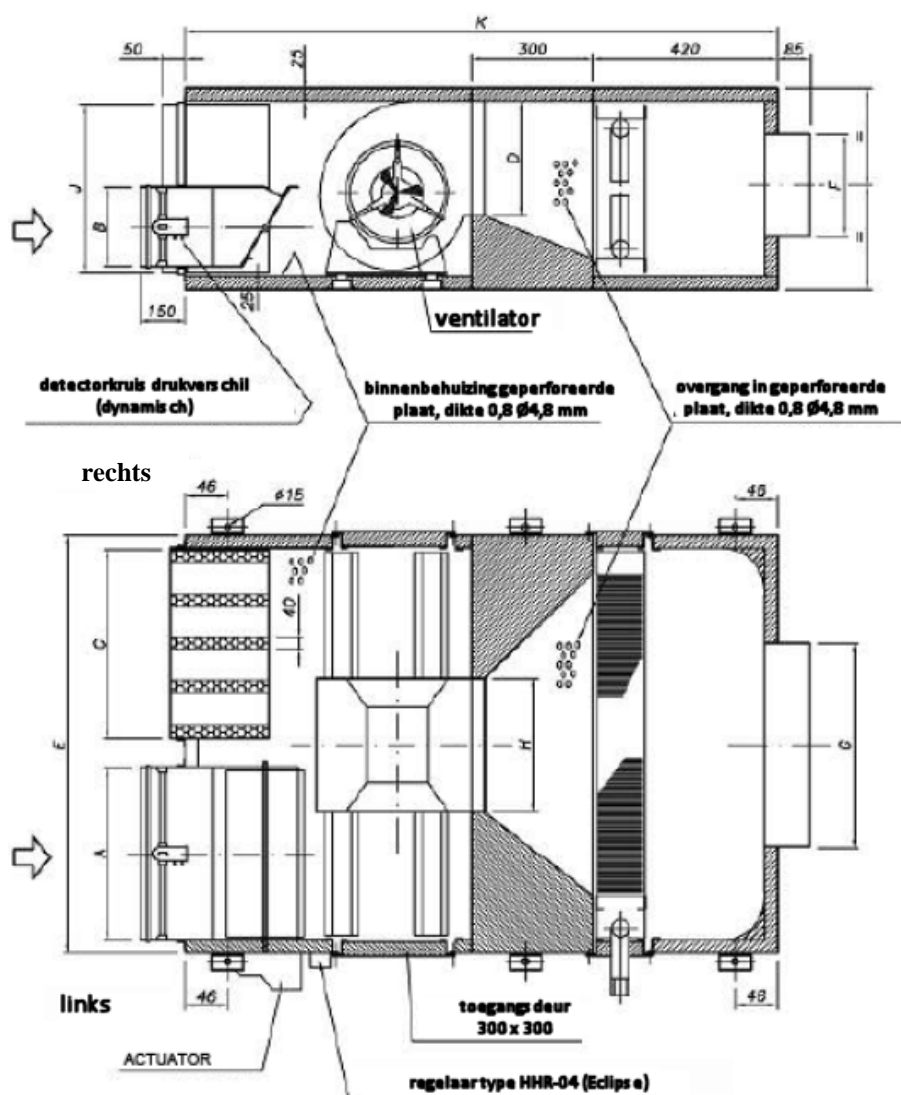 K
50
25
300
420
85
J
B
D
F
=
=
25
150
ventilator
detectorkruis drukverschil
(dynamisch)
binnenbehuizing geperforeerde
plaat, dikte 0,8 Ø4,8 mm
overgang in geperforeerde
plaat, dikte 0,8 Ø4,8 mm
rechts
46
ø15
46
40
C
E
H
G
A
links
46
46
toegangsdeur
300 x 300
ACTUATOR
regelaar type HHR-04 (Eclipse)